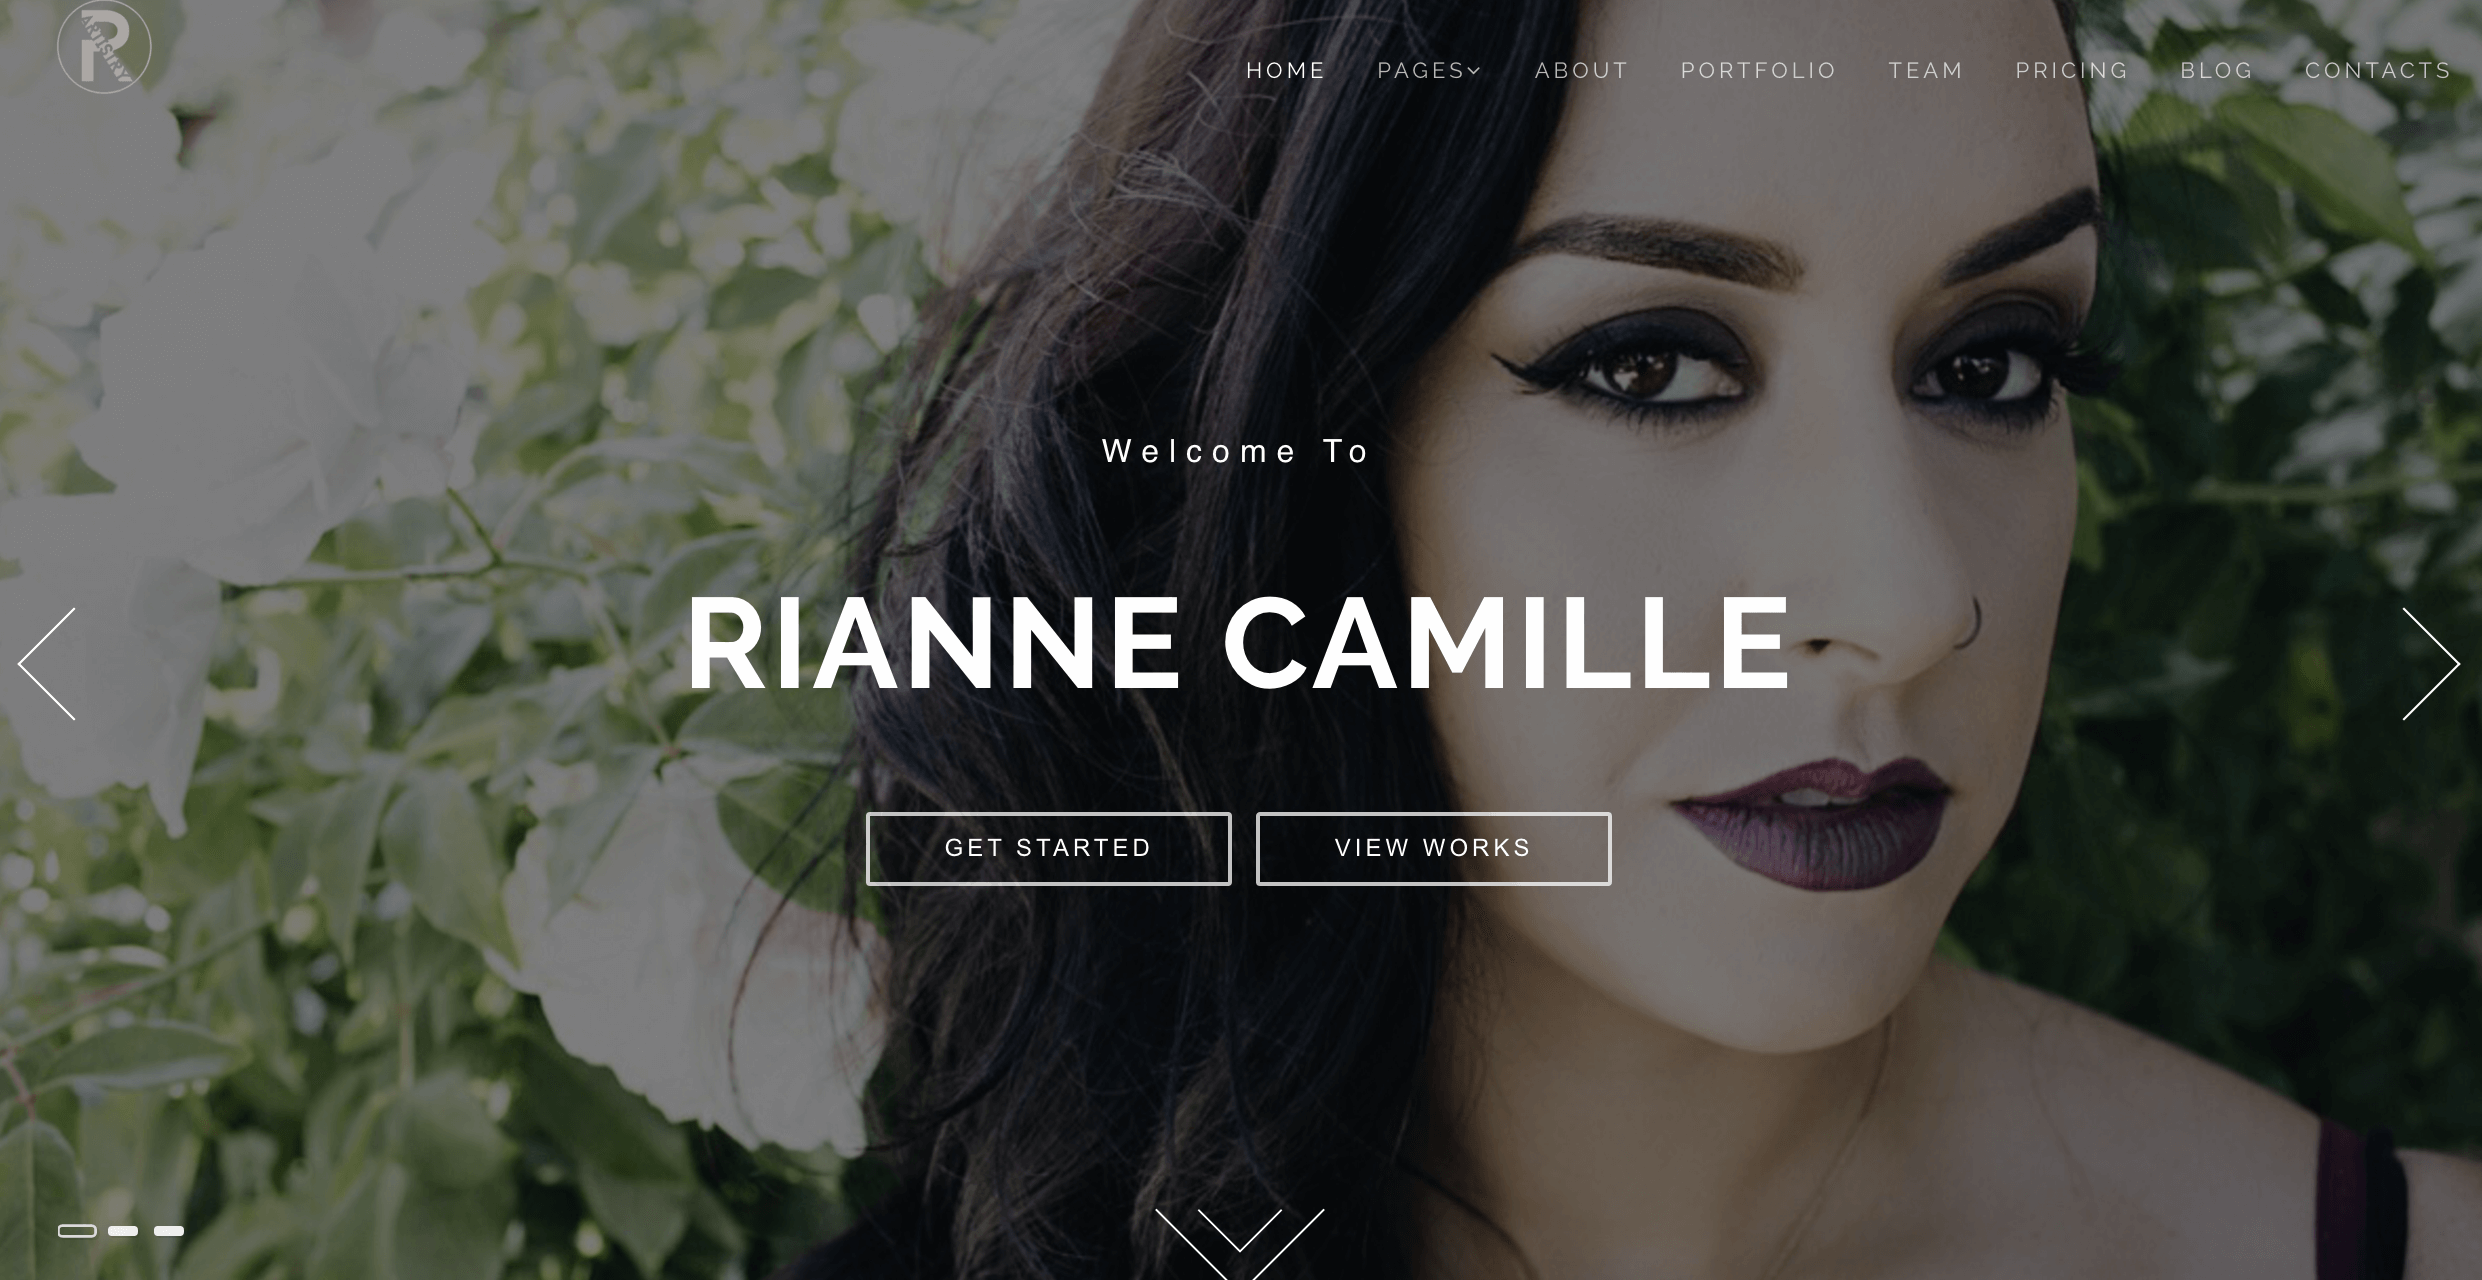 ARTISTRY
R
HOME PAGES ABOUT PORTFOLIO TEAM PRICING BLOG CONTACTS
Welcome To
RIANNE CAMILLE
GET STARTED VIEW WORKS